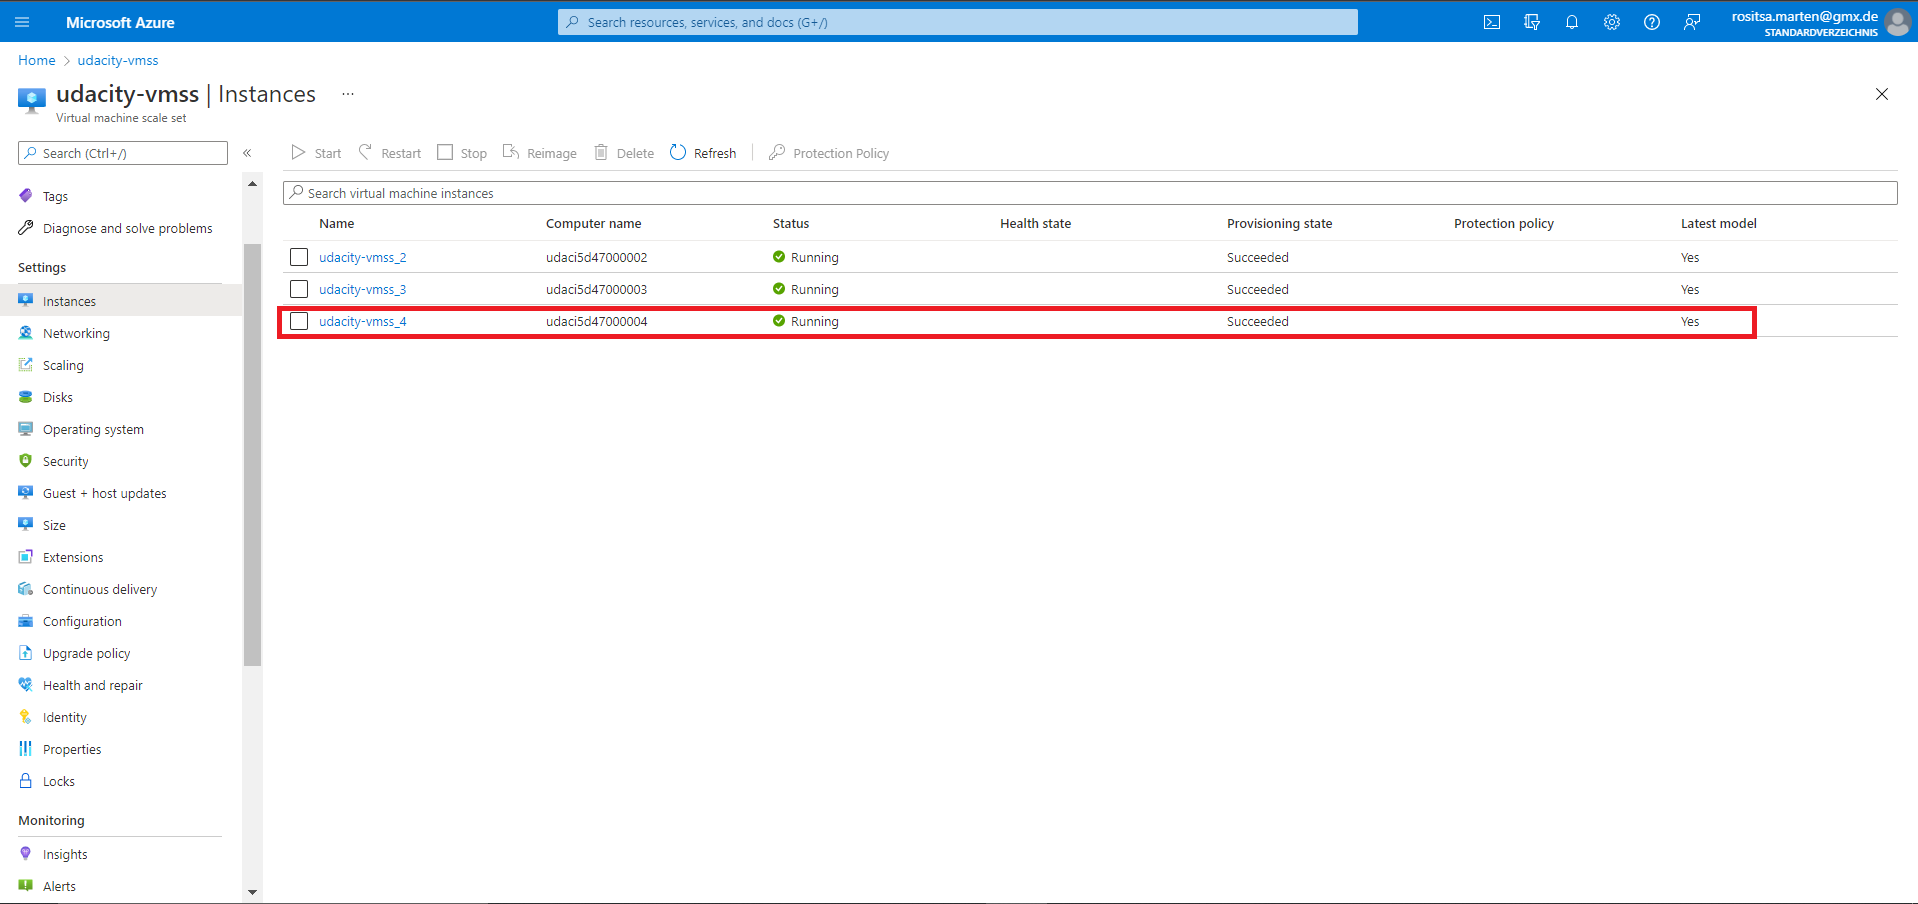 Microsoft Azure
Search resources, services, and docs (G+/)
rositsa.marten@gmx.de
STANDARDVERZEICHNIS
Home > udacity-vmss
udacity-vmss | Instances ...
Virtual machine scale set
Search (Ctrl+/) «
Start Restart Stop Reimage Delete Refresh Protection Policy
Search virtual machine instances
Name Computer name Status Health state Provisioning state Protection policy Latest model
udacity-vmss_2 udaci5d47000002 Running Succeeded Yes
udacity-vmss_3 udaci5d47000003 Running Succeeded Yes
udacity-vmss_4 udaci5d47000004 Running Succeeded Yes
Tags
Diagnose and solve problems
Settings
Instances
Networking
Scaling
Disks
Operating system
Security
Guest + host updates
Size
Extensions
Continuous delivery
Configuration
Upgrade policy
Health and repair
Identity
Properties
Locks
Monitoring
Insights
Alerts